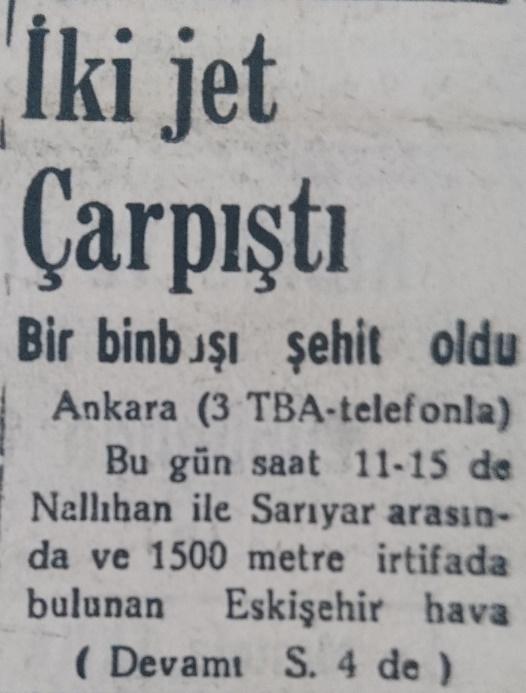 İki jet
Çarpıştı
Bir binbaşı şehit oldu
Ankara (3 TBA-telefonla)
Bu gün saat 11-15 de
Nallıhan ile Sarıyar arasın-
da ve 1500 metre irtifada
bulunan Eskişehir hava
( Devamı S. 4 de )